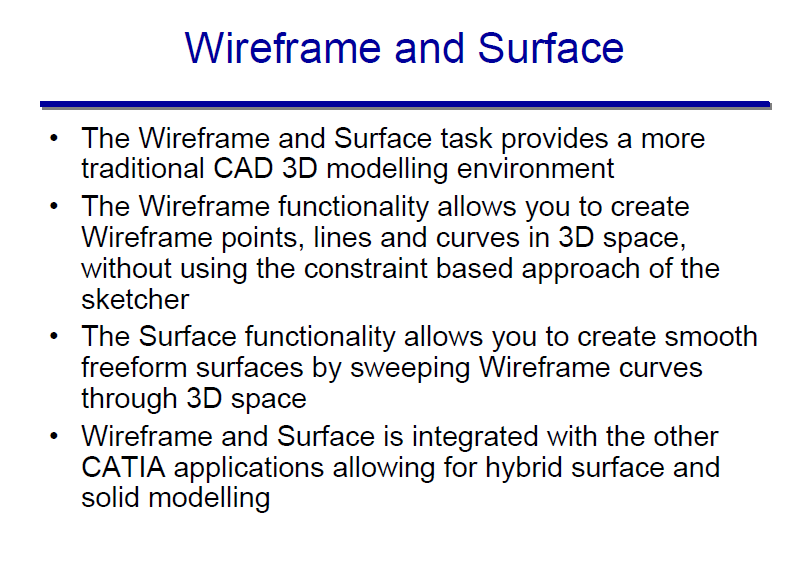 Wireframe and Surface
• The Wireframe and Surface task provides a more
traditional CAD 3D modelling environment
• The Wireframe functionality allows you to create
Wireframe points, lines and curves in 3D space,
without using the constraint based approach of the
sketcher
• The Surface functionality allows you to create smooth
freeform surfaces by sweeping Wireframe curves
through 3D space
• Wireframe and Surface is integrated with the other
CATIA applications allowing for hybrid surface and
solid modelling